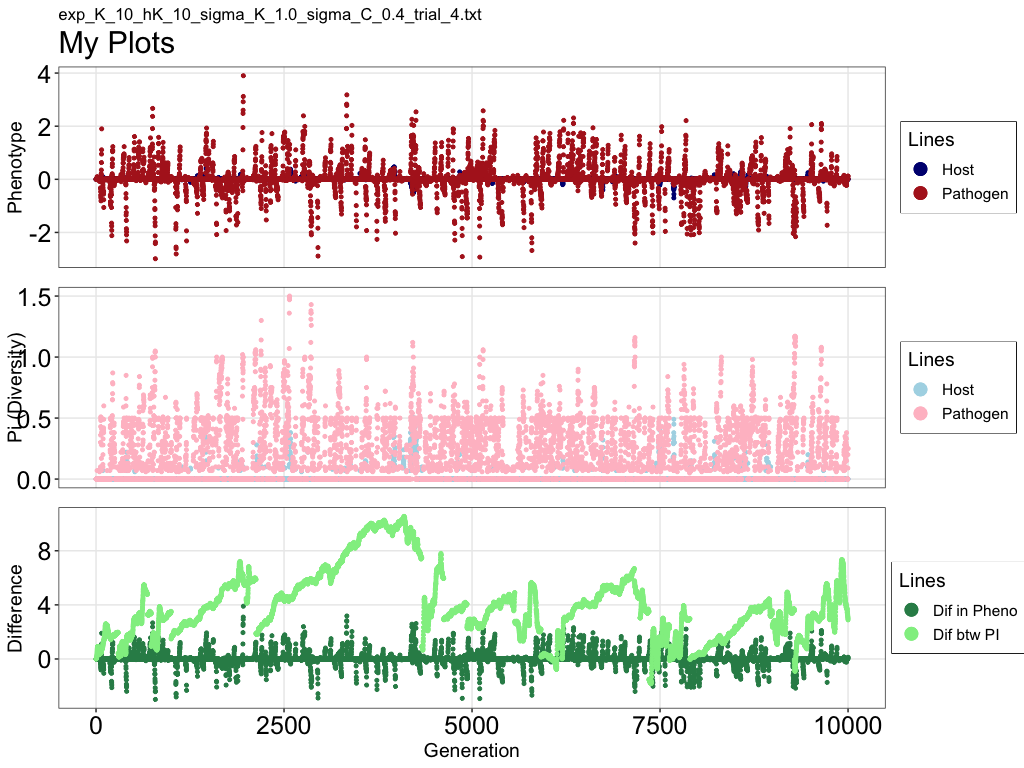 exp_K_10_hK_10_sigma_K_1.0_sigma_C_0.4_trial_4.txt
My Plots
Phenotype
4
2
0
-2
Lines
Host
Pathogen
Pi (Diversity)
1.5
1.0
0.5
0.0
Lines
Host
Pathogen
Difference
8
4
0
Lines
Dif in Pheno
Dif btw PI
0 2500 5000 7500 10000
Generation